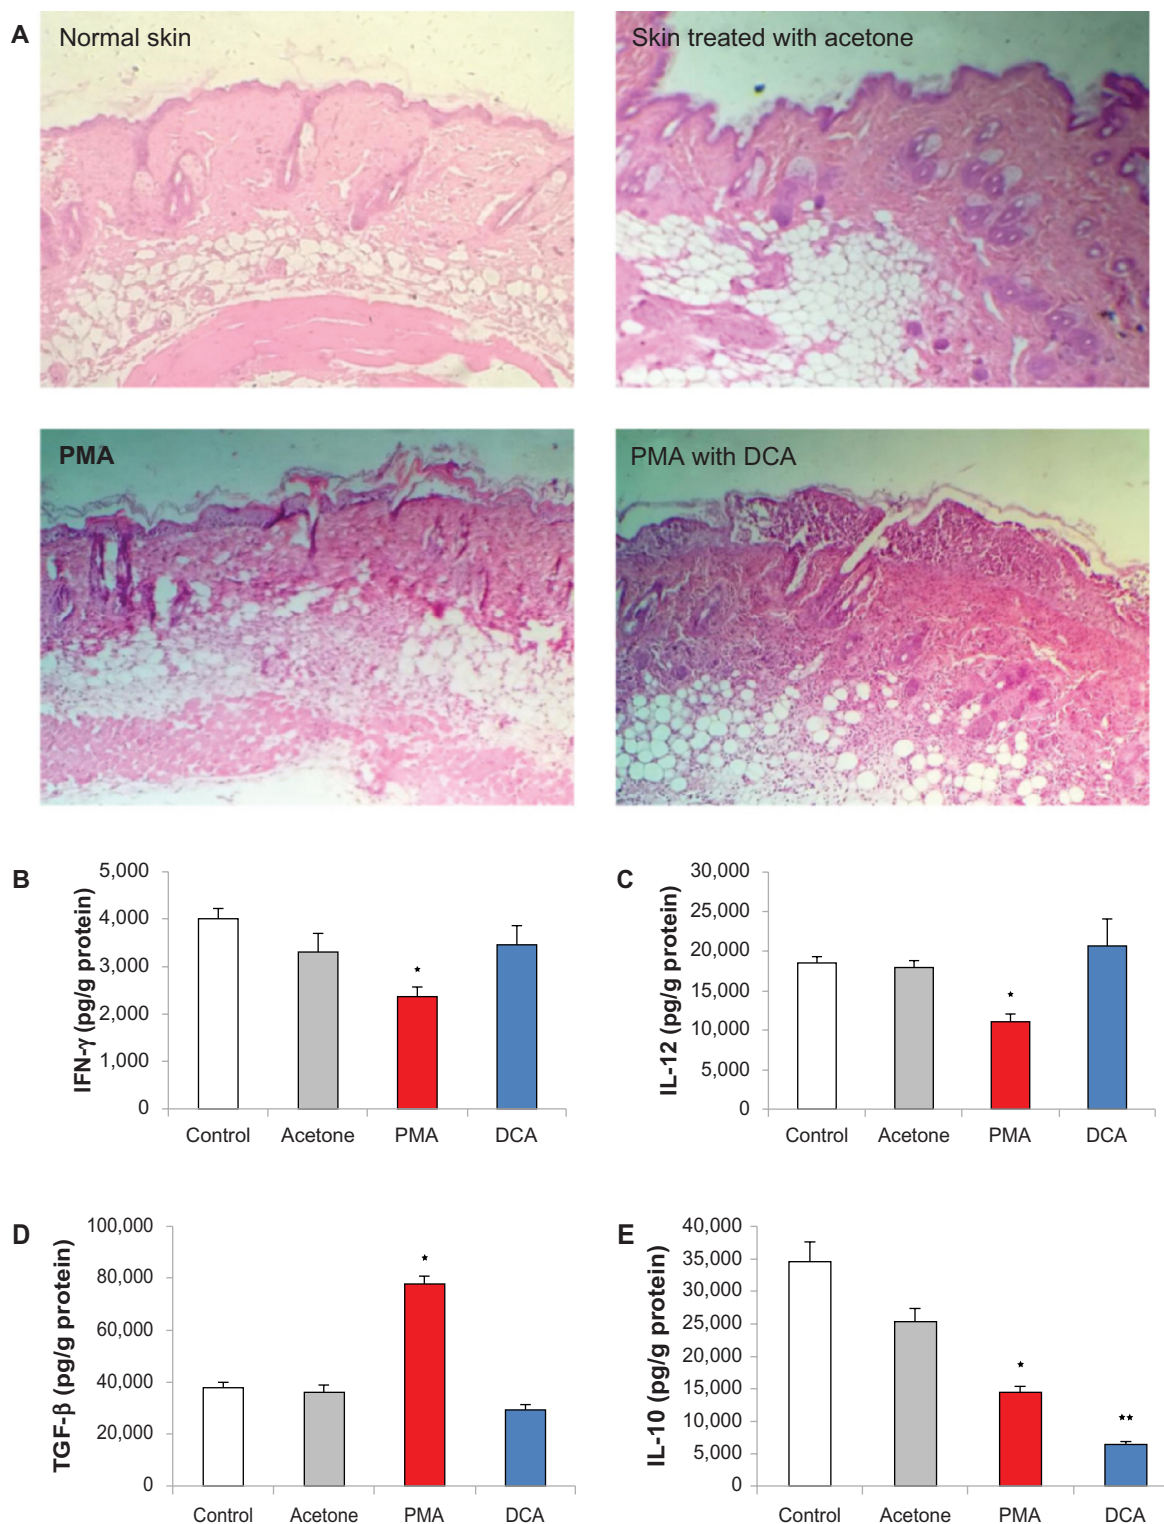 A
Normal skin
Skin treated with acetone
PMA
PMA with DCA
B
IFN-γ (pg/g protein)
5,000
4,000
3,000
2,000
1,000
0
*
Control
Acetone
PMA
DCA
C
IL-12 (pg/g protein)
30,000
25,000
20,000
15,000
10,000
5,000
0
*
Control
Acetone
PMA
DCA
D
TGF-β (pg/g protein)
100,000
80,000
60,000
40,000
20,000
0
*
Control
Acetone
PMA
DCA
E
IL-10 (pg/g protein)
40,000
35,000
30,000
25,000
20,000
15,000
10,000
5,000
0
*
**
Control
Acetone
PMA
DCA